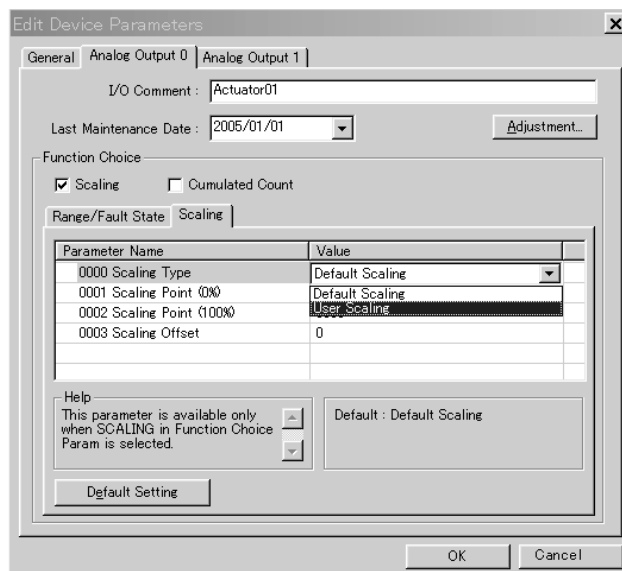 Edit Device Parameters
General Analog Output 0 Analog Output 1
I/O Comment : Actuator01
Last Maintenance Date : 2005/01/01 Adjustment...
Function Choice
Scaling Cumulated Count
Range/Fault State Scaling
Parameter Name Value
0000 Scaling Type Default Scaling
0001 Scaling Point (0%) Default Scaling
0002 Scaling Point (100%) User Scaling
0003 Scaling Offset 0
Help
This parameter is available only
when SCALING in Function Choice
Param is selected.
Default : Default Scaling
Default Setting
OK Cancel